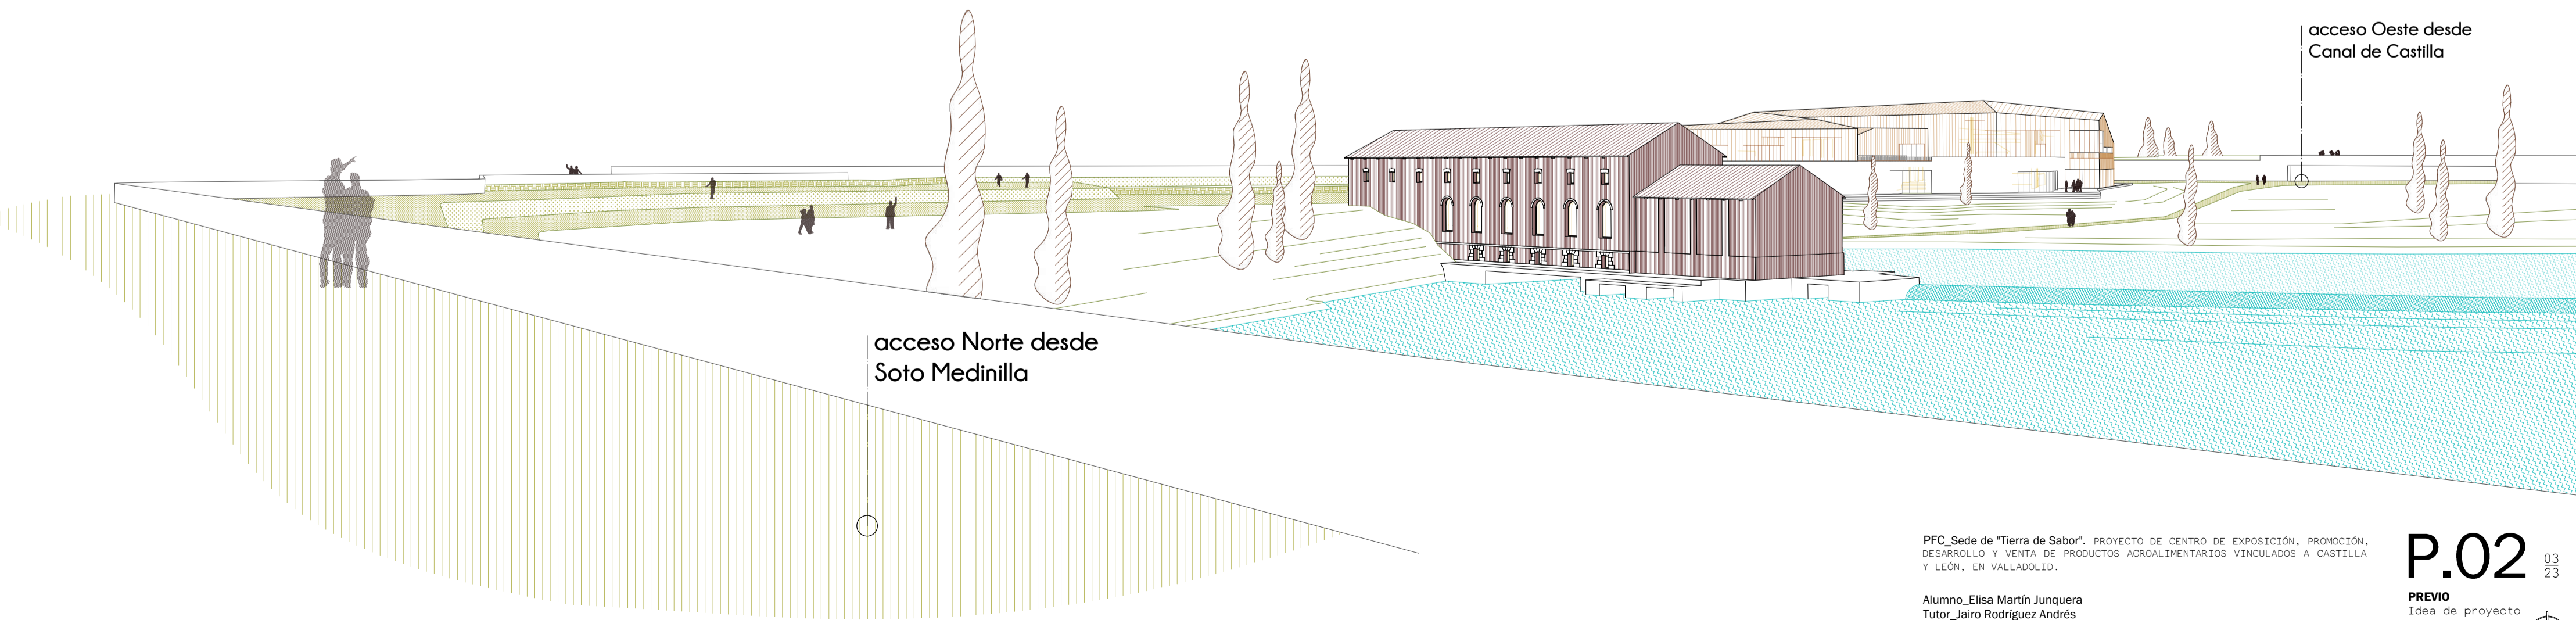 acceso Oeste desde
Canal de Castilla
acceso Norte desde
Soto Medinilla
PFC_Sede de "Tierra de Sabor". PROYECTO DE CENTRO DE EXPOSICIÓN, PROMOCIÓN,
DESARROLLO Y VENTA DE PRODUCTOS AGROALIMENTARIOS VINCULADOS A CASTILLA
Y LEÓN, EN VALLADOLID.
Alumno_Elisa Martín Junquera
Tutor_Jairo Rodríguez Andrés
P.02
03
23
PREVIO
Idea de proyecto